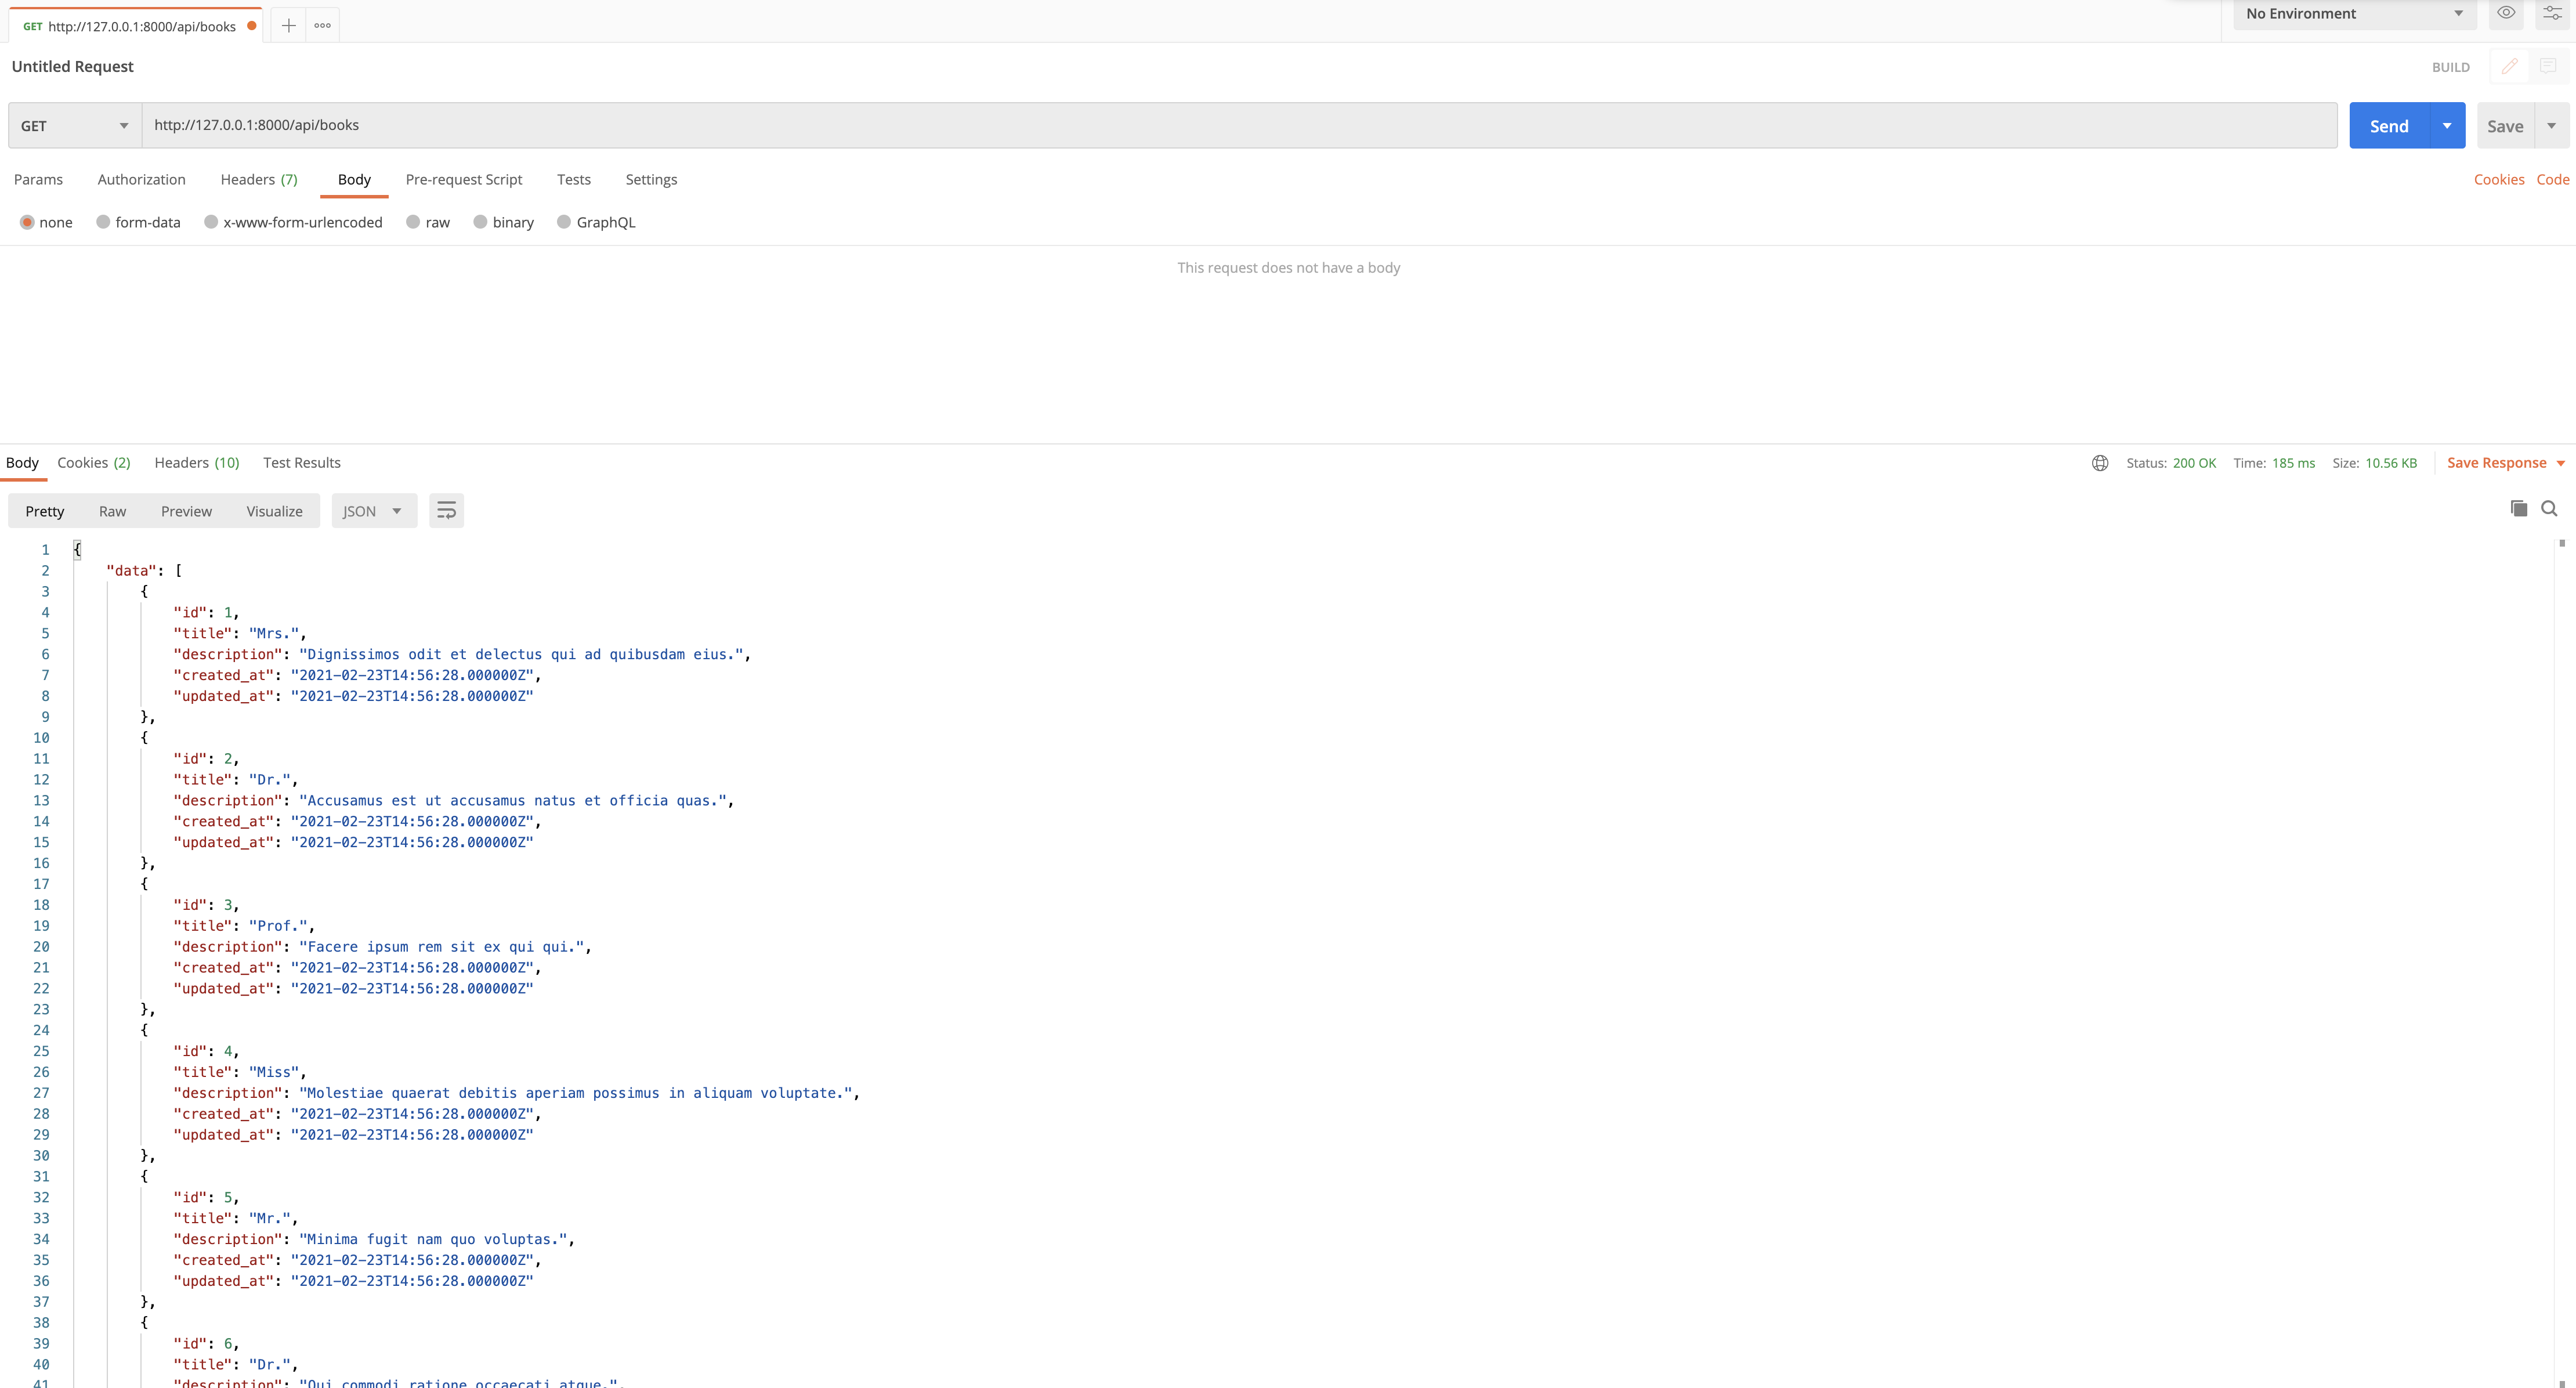 GET http://127.0.0.1:8000/api/books
No Environment
Untitled Request
BUILD
GET http://127.0.0.1:8000/api/books Send Save
Params Authorization Headers (7) Body Pre-request Script Tests Settings Cookies Code
none form-data x-www-form-urlencoded raw binary GraphQL
This request does not have a body
Body Cookies (2) Headers (10) Test Results Status: 200 OK Time: 185 ms Size: 10.56 KB Save Response
Pretty Raw Preview Visualize JSON
1 {
2 "data": [
3 {
4 "id": 1,
5 "title": "Mrs.",
6 "description": "Dignissimos odit et delectus qui ad quibusdam eius.",
7 "created_at": "2021-02-23T14:56:28.000000Z",
8 "updated_at": "2021-02-23T14:56:28.000000Z"
9 },
10 {
11 "id": 2,
12 "title": "Dr.",
13 "description": "Accusamus est ut accusamus natus et officia quas.",
14 "created_at": "2021-02-23T14:56:28.000000Z",
15 "updated_at": "2021-02-23T14:56:28.000000Z"
16 },
17 {
18 "id": 3,
19 "title": "Prof.",
20 "description": "Facere ipsum rem sit ex qui qui.",
21 "created_at": "2021-02-23T14:56:28.000000Z",
22 "updated_at": "2021-02-23T14:56:28.000000Z"
23 },
24 {
25 "id": 4,
26 "title": "Miss",
27 "description": "Molestiae quaerat debitis aperiam possimus in aliquam voluptate.",
28 "created_at": "2021-02-23T14:56:28.000000Z",
29 "updated_at": "2021-02-23T14:56:28.000000Z"
30 },
31 {
32 "id": 5,
33 "title": "Mr.",
34 "description": "Minima fugit nam quo voluptas.",
35 "created_at": "2021-02-23T14:56:28.000000Z",
36 "updated_at": "2021-02-23T14:56:28.000000Z"
37 },
38 {
39 "id": 6,
40 "title": "Dr.",
41 "description": "Qui commodi ratione occaecati atque.",